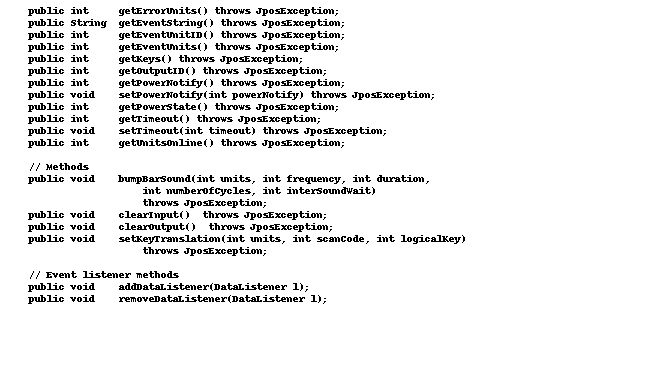 public int     getErrorUnits() throws JposException;
public String  getEventString() throws JposException;
public int     getEventUnitID() throws JposException;
public int     getEventUnits() throws JposException;
public int     getKeys() throws JposException;
public int     getOutputID() throws JposException;
public int     getPowerNotify() throws JposException;
public void    setPowerNotify(int powerNotify) throws JposException;
public int     getPowerState() throws JposException;
public int     getTimeout() throws JposException;
public void    setTimeout(int timeout) throws JposException;
public int     getUnitsOnline() throws JposException;
// Methods
public void    bumpBarSound(int units, int frequency, int duration,
int numberOfCycles, int interSoundWait)
throws JposException;
public void    clearInput()  throws JposException;
public void    clearOutput()  throws JposException;
public void    setKeyTranslation(int units, int scanCode, int logicalKey)
throws JposException;
// Event listener methods
public void    addDataListener(DataListener l);
public void    removeDataListener(DataListener l);